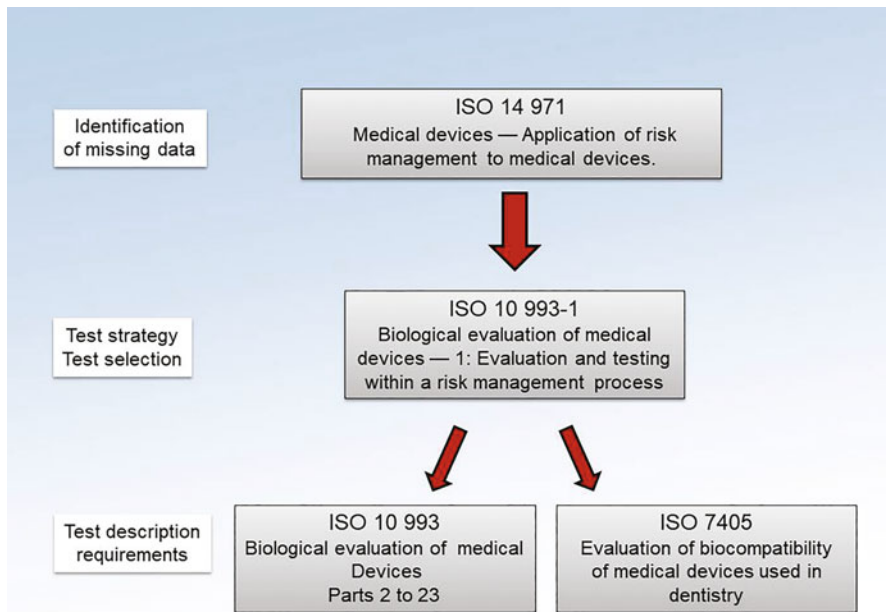 Identification
of missing data
ISO 14 971
Medical devices — Application of risk
management to medical devices.
Test strategy
Test selection
ISO 10 993-1
Biological evaluation of medical
devices — 1: Evaluation and testing
within a risk management process
Test description
requirements
ISO 10 993
Biological evaluation of medical
Devices
Parts 2 to 23
ISO 7405
Evaluation of biocompatibility
of medical devices used in
dentistry